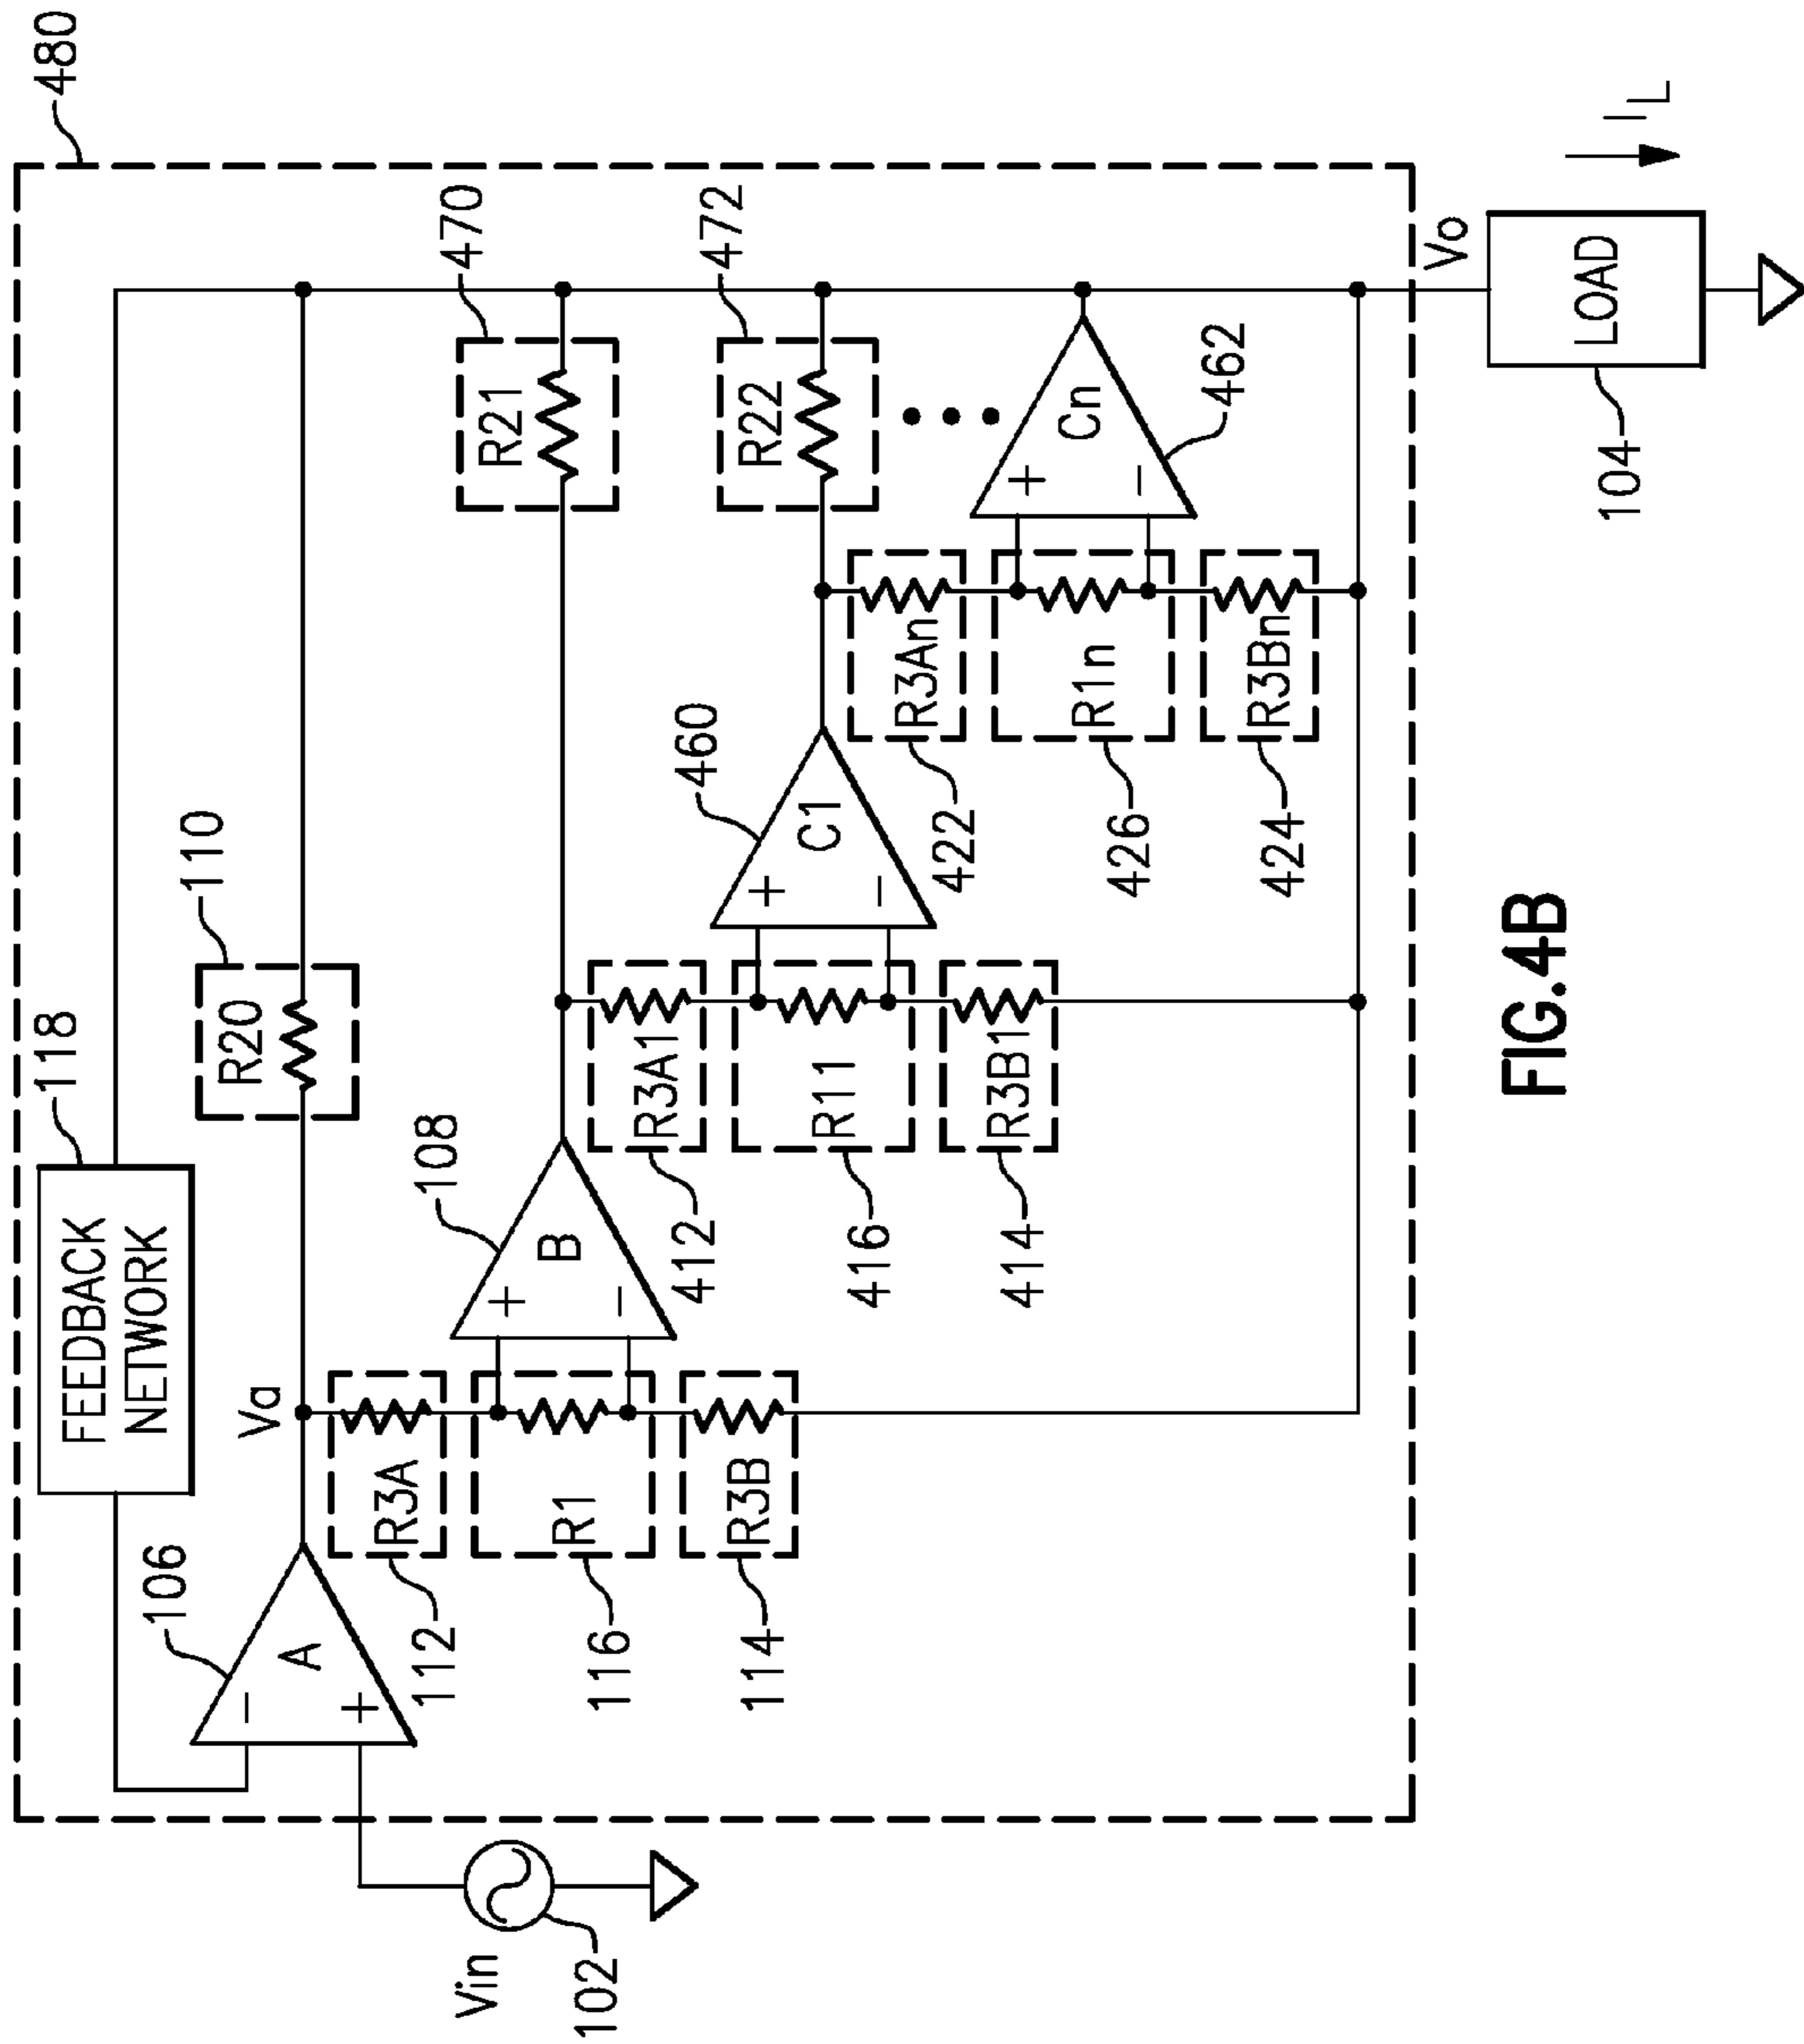 480
118
FEEDBACK
NETWORK
110
R20
106
A
−
+
Va
470
R21
112
R3A
108
B
+
−
116
R1
114
R3B
472
R22
412
R3A1
460
C1
+
−
416
R11
414
R3B1
422
R3An
Cn
+
−
462
426
R1n
424
R3Bn
Vin
102
Vo
LOAD
104
IL
FIG.4B